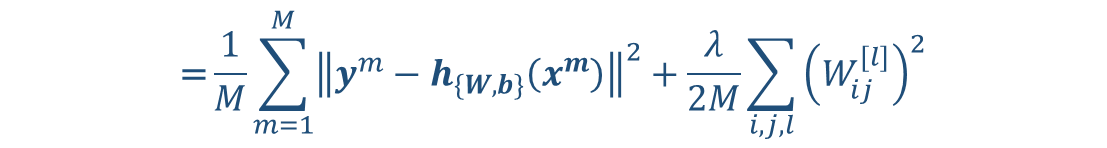 = \frac{1}{M} \sum_{m=1}^{M} \left\| \boldsymbol{y}^{m} - \boldsymbol{h}_{\{\boldsymbol{W},\boldsymbol{b}\}}(\boldsymbol{x}^{\boldsymbol{m}}) \right\|^{2} + \frac{\lambda}{2M} \sum_{i,j,l} \left( W_{ij}^{[l]} \right)^{2}